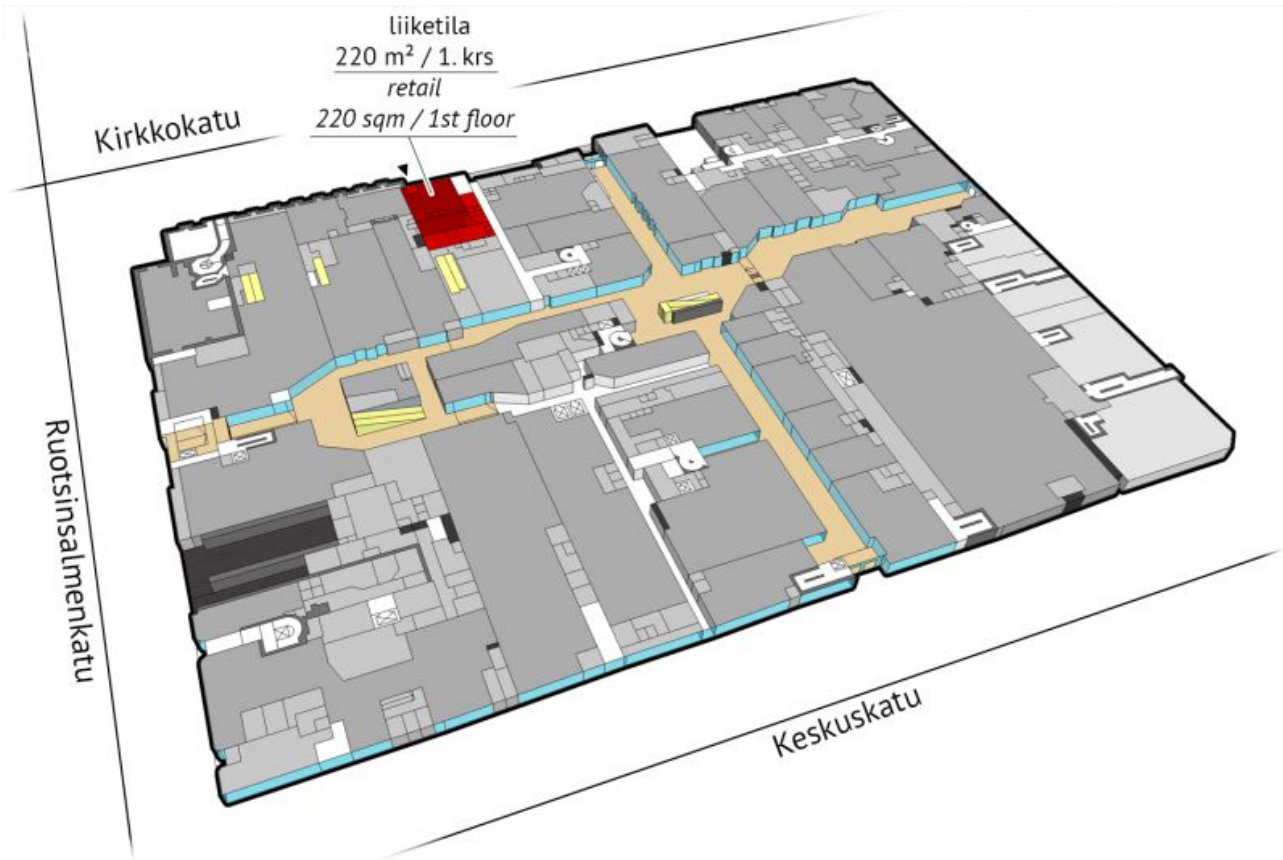 liiketila
220 m² / 1. krs
retail
220 sqm / 1st floor
Kirkkokatu
Ruotsinsalmenkatu
Keskuskatu